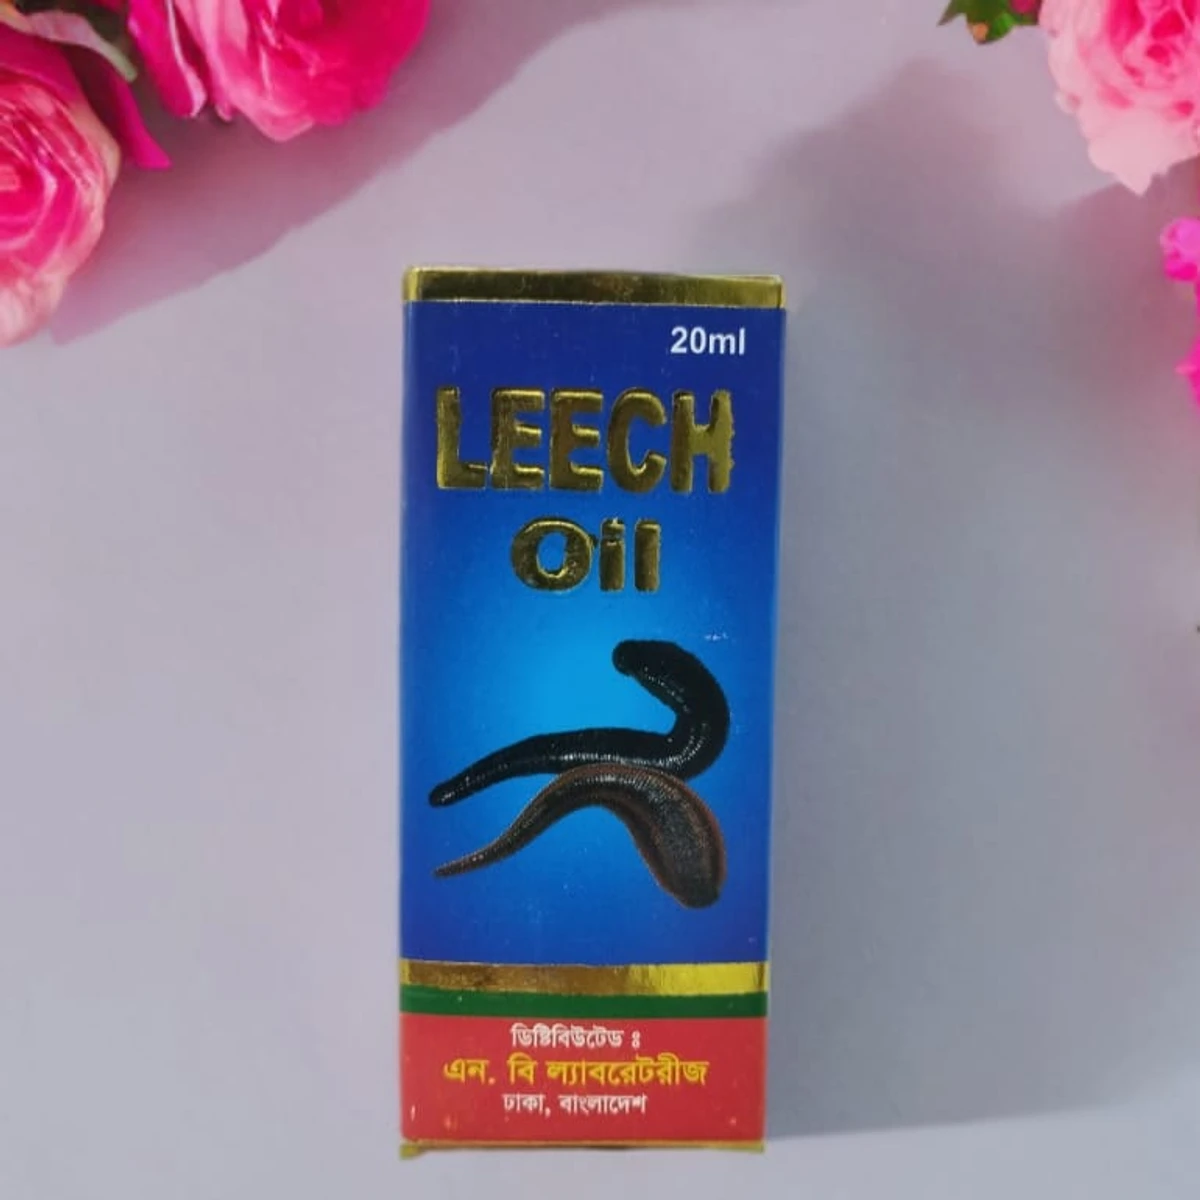 20ml
LEECH
Oil
ডিষ্টিবিউটেড ঃ
এন. বি ল্যাবরেটরীজ
ঢাকা, বাংলাদেশ